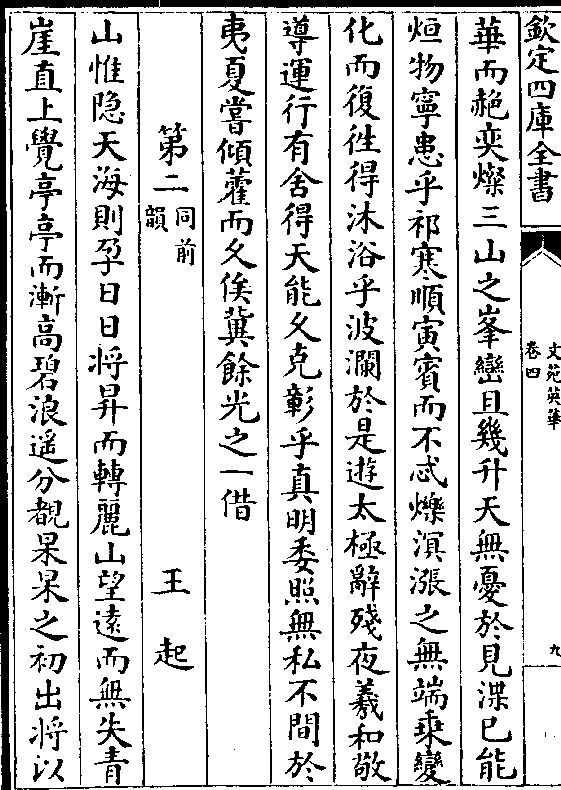 欽定四庫全書
文苑英華
卷四
九
華而赩奕燦三山之峯巒且幾升天無憂於見𣽂已能
烜物寧患乎祁寒順寅賓而不忒爍溟漲之無端乗變
化而復徃得沐浴乎波瀾於是遊太極辭殘夜羲和敬
導運行有舍得天能久克彰乎真明委照無私不間於
夷夏嘗傾藿而久俟冀餘光之一借
第二同前韻
王起
山惟隐天海則孕日日将昇而轉麗山望逺而無失青
崖直上覺亭亭而漸高碧浪遥分覩杲杲之初出将以